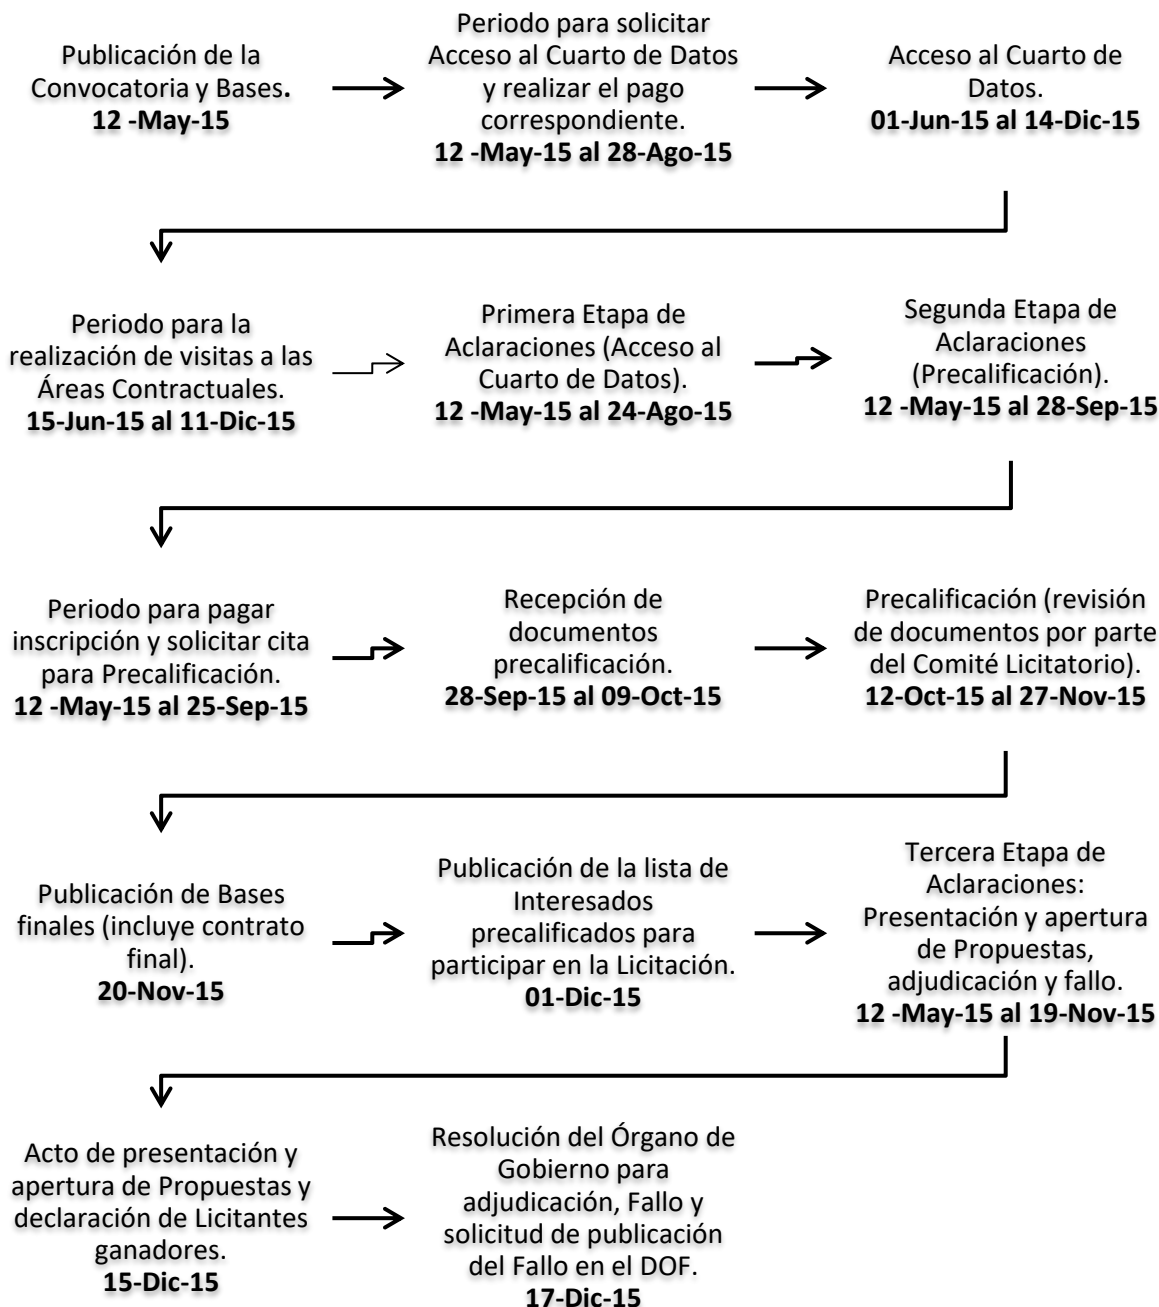 Publicación de la
Convocatoria y Bases.
12 -May-15
Periodo para solicitar
Acceso al Cuarto de Datos
y realizar el pago
correspondiente.
12 -May-15 al 28-Ago-15
Acceso al Cuarto de
Datos.
01-Jun-15 al 14-Dic-15
Periodo para la
realización de visitas a las
Áreas Contractuales.
15-Jun-15 al 11-Dic-15
Primera Etapa de
Aclaraciones (Acceso al
Cuarto de Datos).
12 -May-15 al 24-Ago-15
Segunda Etapa de
Aclaraciones
(Precalificación).
12 -May-15 al 28-Sep-15
Periodo para pagar
inscripción y solicitar cita
para Precalificación.
12 -May-15 al 25-Sep-15
Recepción de
documentos
precalificación.
28-Sep-15 al 09-Oct-15
Precalificación (revisión
de documentos por parte
del Comité Licitatorio).
12-Oct-15 al 27-Nov-15
Publicación de Bases
finales (incluye contrato
final).
20-Nov-15
Publicación de la lista de
Interesados
precalificados para
participar en la Licitación.
01-Dic-15
Tercera Etapa de
Aclaraciones:
Presentación y apertura
de Propuestas,
adjudicación y fallo.
12 -May-15 al 19-Nov-15
Acto de presentación y
apertura de Propuestas y
declaración de Licitantes
ganadores.
15-Dic-15
Resolución del Órgano de
Gobierno para
adjudicación, Fallo y
solicitud de publicación
del Fallo en el DOF.
17-Dic-15